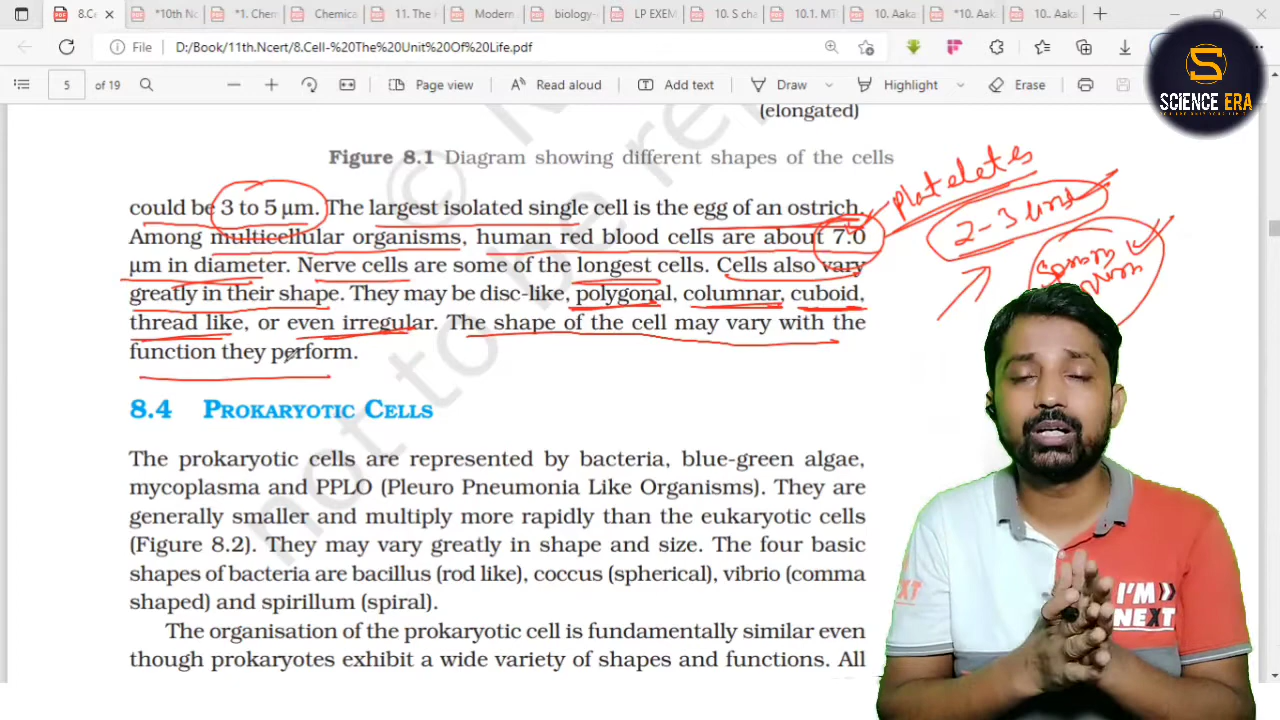 8.Ce
*10th No
*1. Chem
Chemica
11. The
Modern
biology-
LP EXEM
10. S cha
10.1. MT
10. Aaka
*10. Aak
10.. Aaka
File
D:/Book/11th.Ncert/8.Cell-%20The%20Unit%20Of%20Life.pdf
5
of 19
Page view
Read aloud
Add text
Draw
Highlight
Erase
S
SCIENCE ERA
(elongated)
Figure 8.1 Diagram showing different shapes of the cells
Platelates
could be 3 to 5 μm. The largest isolated single cell is the egg of an ostrich.
2-3
Among multicellular organisms, human red blood cells are about 7.0
μm in diameter. Nerve cells are some of the longest cells. Cells also vary
greatly in their shape. They may be disc-like, polygonal, columnar, cuboid,
thread like, or even irregular. The shape of the cell may vary with the
function they perform.
8.4 PROKARYOTIC CELLS
The prokaryotic cells are represented by bacteria, blue-green algae,
mycoplasma and PPLO (Pleuro Pneumonia Like Organisms). They are
generally smaller and multiply more rapidly than the eukaryotic cells
(Figure 8.2). They may vary greatly in shape and size. The four basic
shapes of bacteria are bacillus (rod like), coccus (spherical), vibrio (comma
shaped) and spirillum (spiral).
The organisation of the prokaryotic cell is fundamentally similar even
though prokaryotes exhibit a wide variety of shapes and functions. All
not to be re
I'M
NEXT